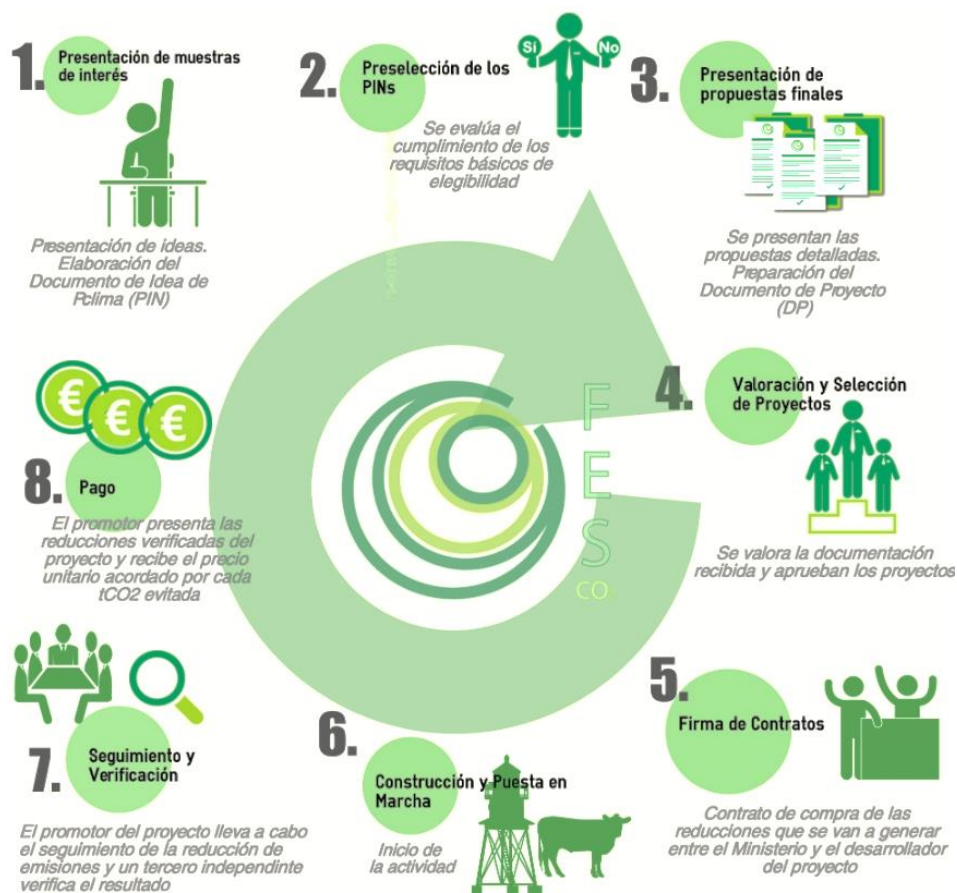 1.
Presentación de muestras
de interés
Presentación de ideas.
Elaboración del
Documento de Idea de
Pclima (PIN)
2.
Preselección de los
PINs
Sí
No
Se evalúa el
cumplimiento de los
requisitos básicos de
elegibilidad
3.
Presentación de
propuestas finales
Se presentan las
propuestas detalladas.
Preparación del
Documento de Proyecto
(DP)
4.
Valoración y Selección
de Proyectos
Se valora la documentación
recibida y aprueban los proyectos
5.
Firma de Contratos
Contrato de compra de las
reducciones que se van a generar
entre el Ministerio y el desarrollador
del proyecto
6.
Construcción y Puesta en
Marcha
Inicio de
la actividad
7.
Seguimiento y
Verificación
El promotor del proyecto lleva a cabo
el seguimiento de la reducción de
emisiones y un tercero independinte
verifica el resultado
8.
Pago
€
€
€
El promotor presenta las
reducciones verificadas del
proyecto y recibe el precio
unitario acordado por cada
tCO2 evitada
F
E
S
CO